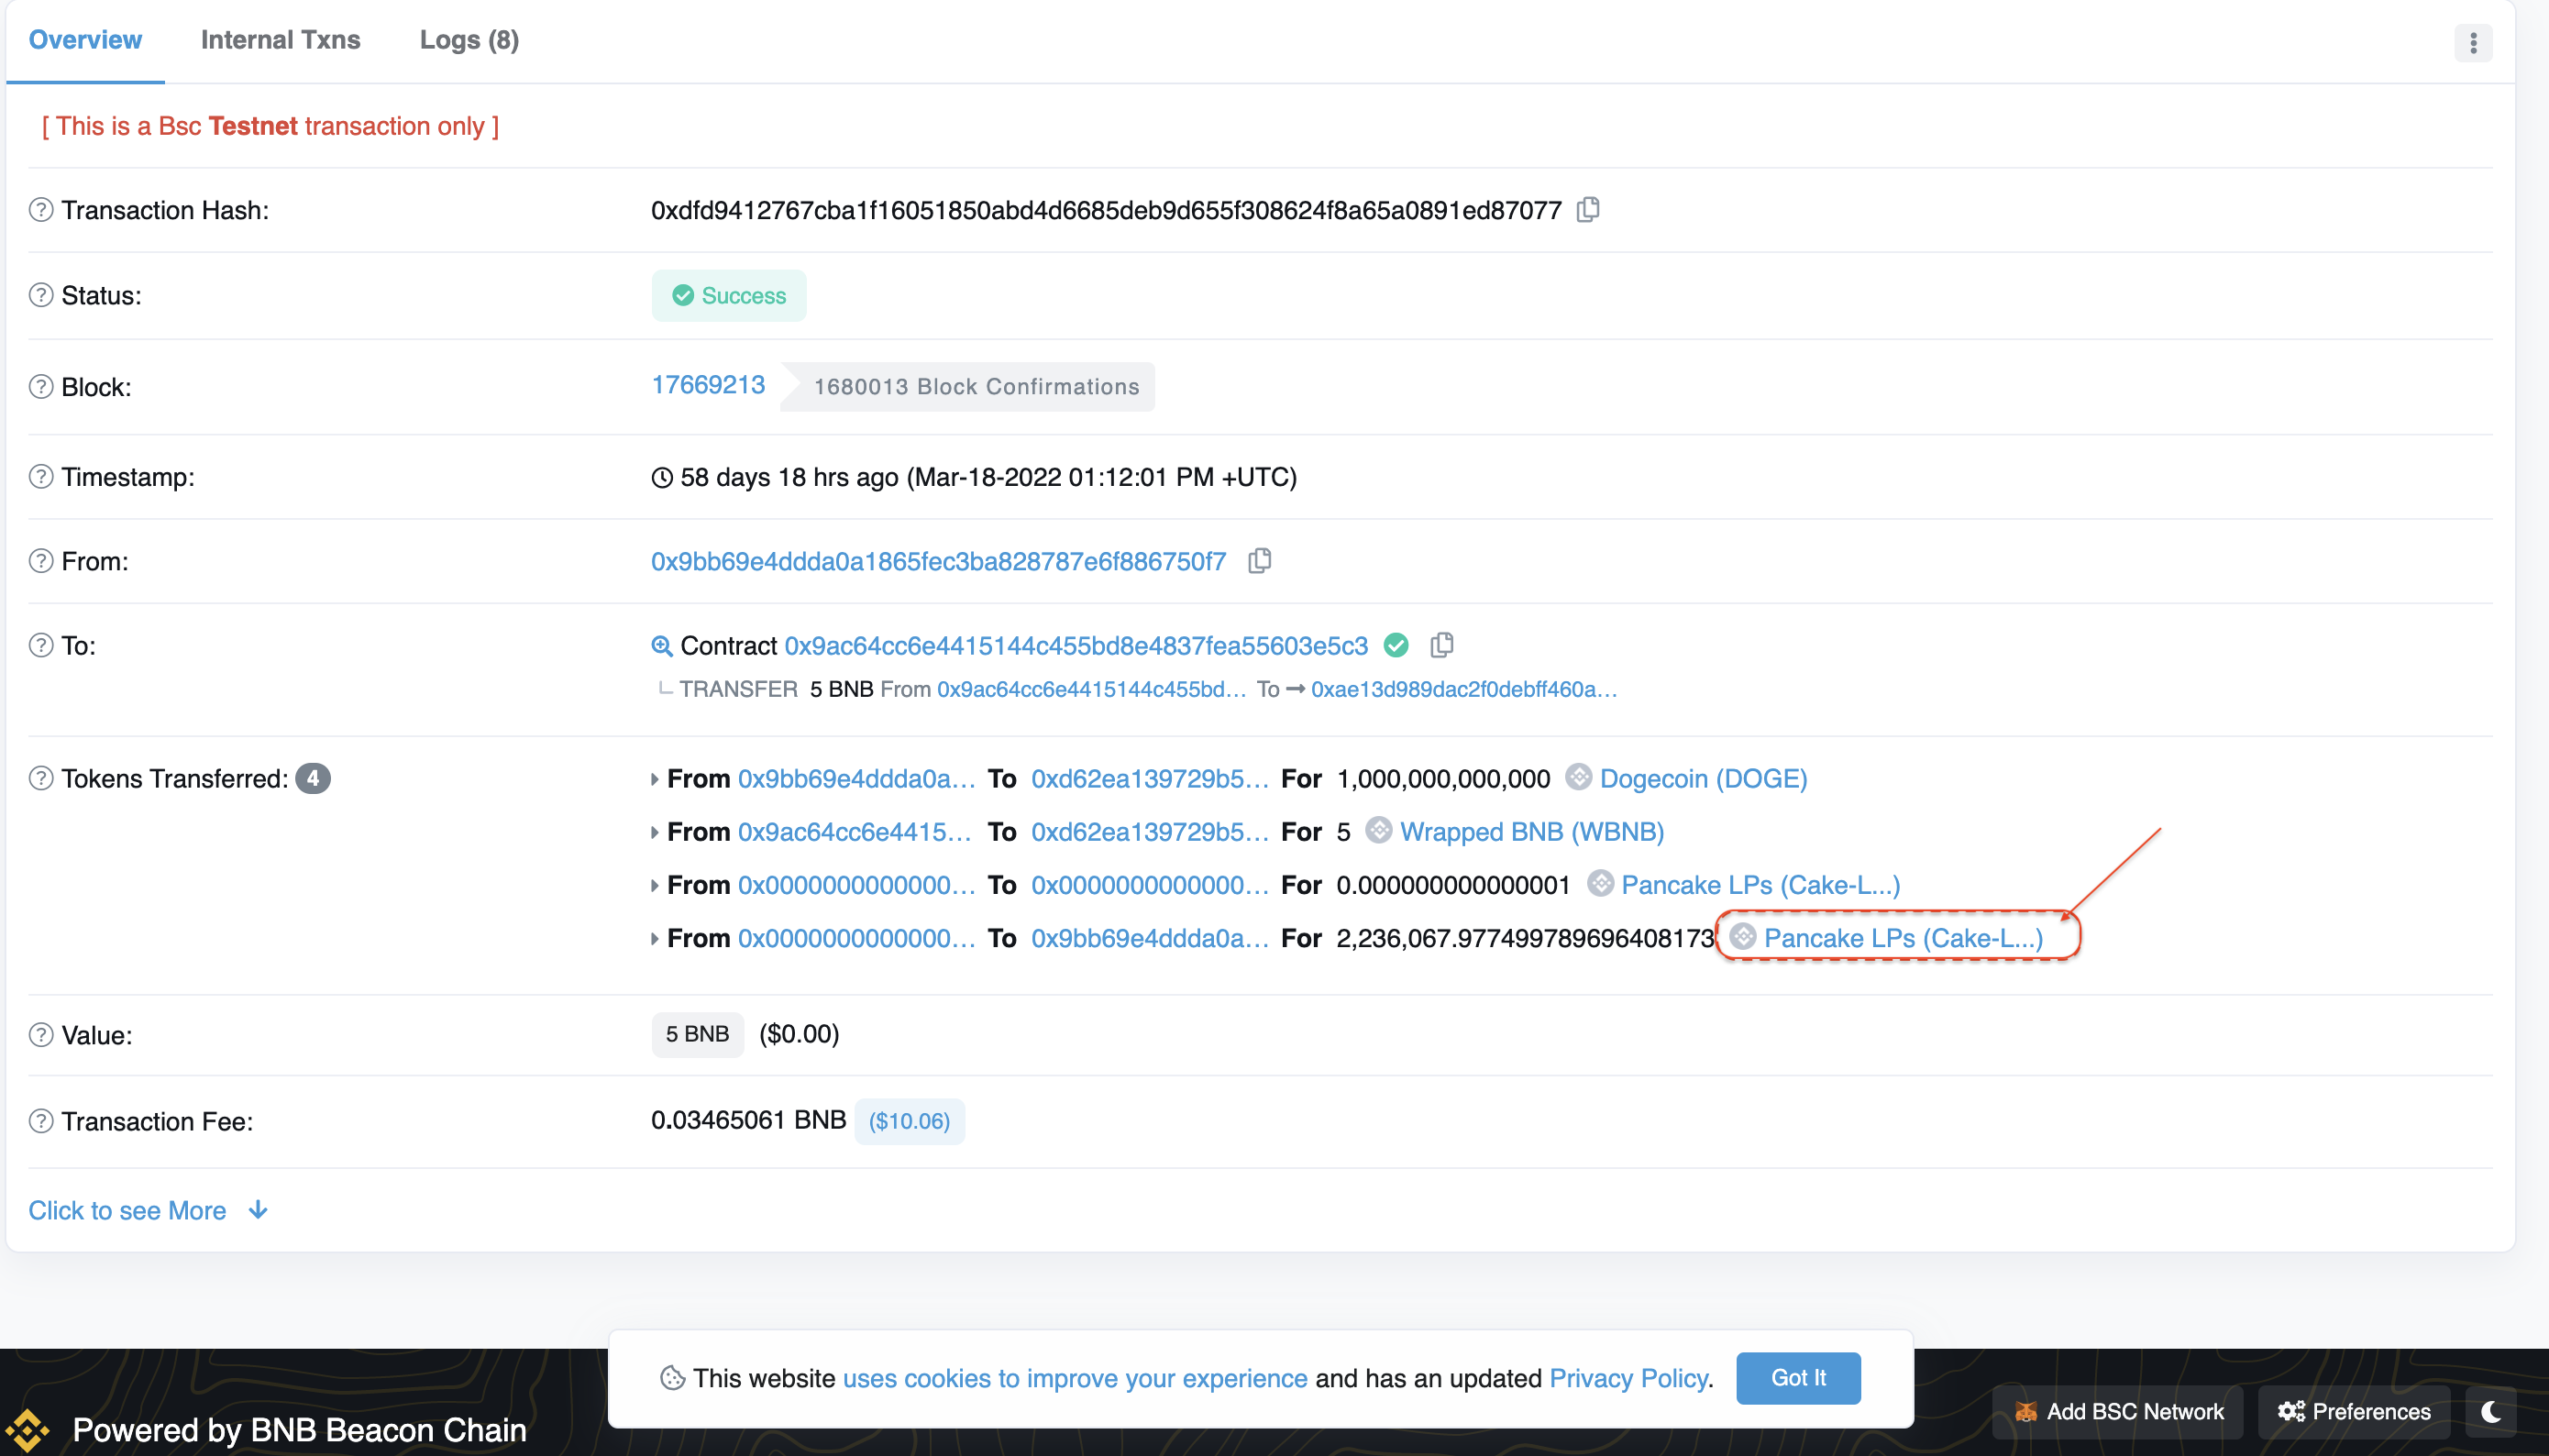 Overview Internal Txns Logs (8)
[ This is a Bsc Testnet transaction only ]
Transaction Hash: 0xdfd9412767cba1f16051850abd4d6685deb9d655f308624f8a65a0891ed87077
Status: Success
Block: 17669213 1680013 Block Confirmations
Timestamp: 58 days 18 hrs ago (Mar-18-2022 01:12:01 PM +UTC)
From: 0x9bb69e4ddda0a1865fec3ba828787e6f886750f7
To: Contract 0x9ac64cc6e4415144c455bd8e4837fea55603e5c3
TRANSFER 5 BNB From 0x9ac64cc6e4415144c455bd... To → 0xae13d989dac2f0debff460a...
Tokens Transferred: 4 From 0x9bb69e4ddda0a... To 0xd62ea139729b5... For 1,000,000,000,000 Dogecoin (DOGE)
From 0x9ac64cc6e4415... To 0xd62ea139729b5... For 5 Wrapped BNB (WBNB)
From 0x0000000000000... To 0x0000000000000... For 0.000000000000001 Pancake LPs (Cake-L...)
From 0x0000000000000... To 0x9bb69e4ddda0a... For 2,236,067.977499789696408173 Pancake LPs (Cake-L...)
Value: 5 BNB ($0.00)
Transaction Fee: 0.03465061 BNB ($10.06)
Click to see More
This website uses cookies to improve your experience and has an updated Privacy Policy. Got It
Powered by BNB Beacon Chain Add BSC Network Preferences